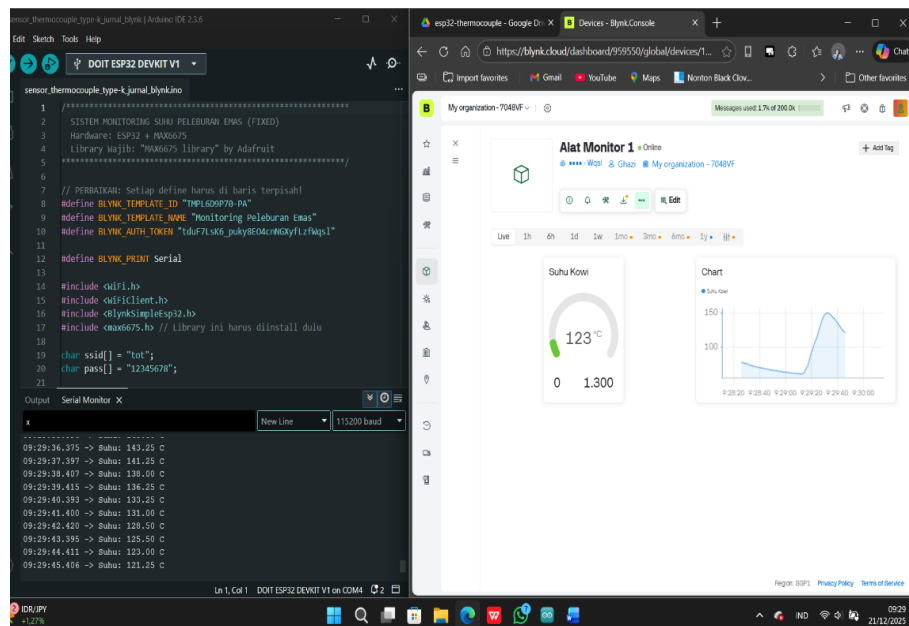 sensor_thermocouple_type-k_jurnal_blynk | Arduino IDE 2.3.6
Edit Sketch Tools Help
DOIT ESP32 DEVKIT V1
sensor_thermocouple_type-k_jurnal_blynk.ino
1 /****************************************************
2 SISTEM MONITORING SUHU PELEBURAN EMAS (FIXED)
3 Hardware: ESP32 + MAX6675
4 Library Wajib: "MAX6675 library" by Adafruit
5 ****************************************************/
6
7 // PERBAIKAN: Setiap define harus di baris terpisah!
8 #define BLYNK_TEMPLATE_ID "TMPL6D9P70-PA"
9 #define BLYNK_TEMPLATE_NAME "Monitoring Peleburan Emas"
10 #define BLYNK_AUTH_TOKEN "tduF7LsK6_puky8EO4cnNGXyfLzfWqsl"
11
12 #define BLYNK_PRINT Serial
13
14 #include <WiFi.h>
15 #include <WiFiClient.h>
16 #include <BlynkSimpleEsp32.h>
17 #include <max6675.h> // Library ini harus diinstall dulu
18
19 char ssid[] = "tot";
20 char pass[] = "12345678";
21
Output Serial Monitor X
x
New Line 115200 baud
09:29:36.375 -> Suhu: 143.25 C
09:29:37.397 -> Suhu: 141.25 C
09:29:38.407 -> Suhu: 138.00 C
09:29:39.415 -> Suhu: 136.25 C
09:29:40.393 -> Suhu: 133.25 C
09:29:41.400 -> Suhu: 131.00 C
09:29:42.420 -> Suhu: 128.50 C
09:29:43.395 -> Suhu: 125.50 C
09:29:44.411 -> Suhu: 123.00 C
09:29:45.406 -> Suhu: 121.25 C
Ln 1, Col 1 DOIT ESP32 DEVKIT V1 on COM4 2
esp32-thermocouple - Google Dri
Devices - Blynk.Console
https://blynk.cloud/dashboard/959550/global/devices/1...
Chat
Import favorites Gmail YouTube Maps Nonton Black Clov... Other favorites
B My organization - 7048VF Messages used: 1.7k of 200.0k
Alat Monitor 1 Online
Wqsl Ghazi My organization - 7048VF
+ Add Tag
Edit
Live 1h 6h 1d 1w 1mo 3mo 6mo 1y
Suhu Kowi
123 °C
0 1.300
Chart
Suhu Kowi
150
100
9:28:20 9:28:40 9:29:00 9:29:20 9:29:40 9:30:00
Region: SGP1 Privacy Policy Terms of Service
IDR/JPY
+1,27%
IND
09:29
21/12/2025